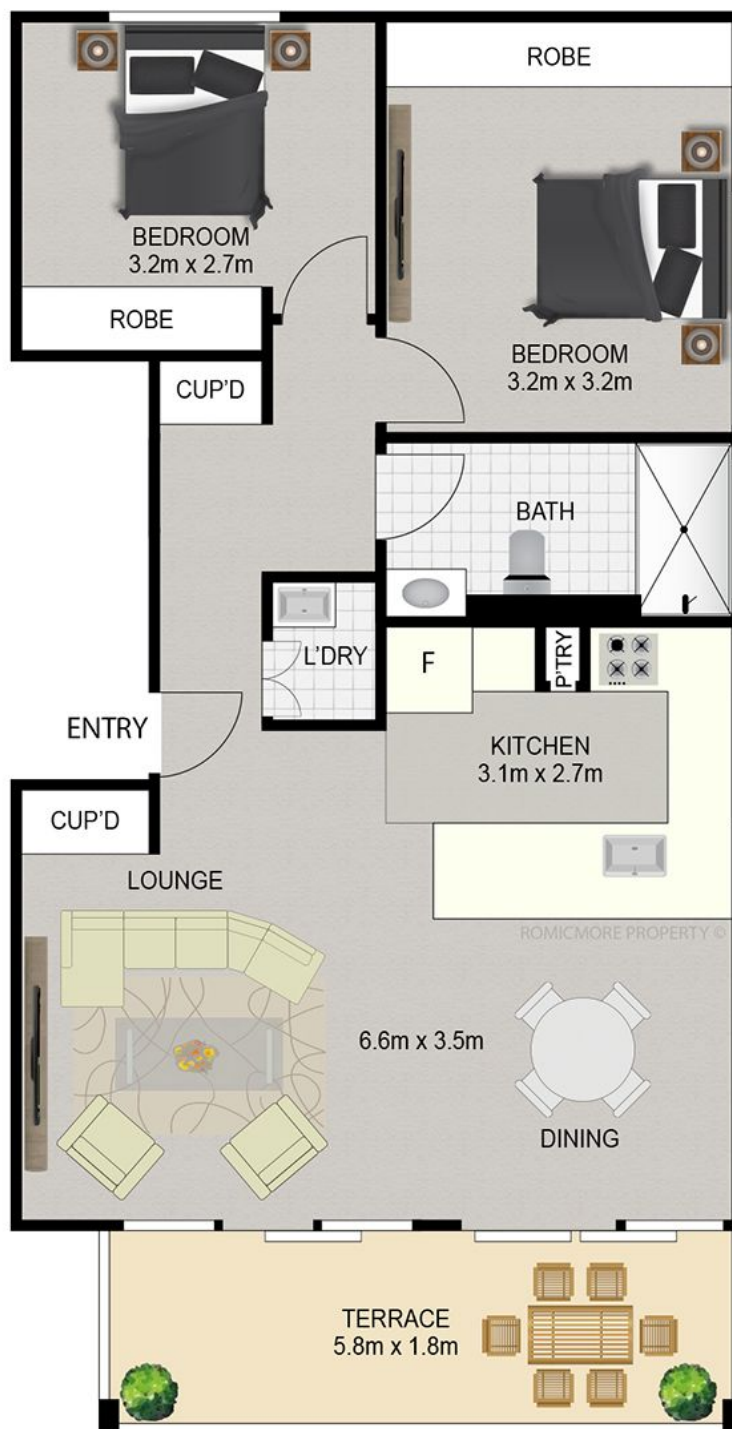 ROBE
BEDROOM
3.2m x 2.7m
ROBE
BEDROOM
3.2m x 3.2m
CUP'D
BATH
L'DRY
F
P'TRY
ENTRY
KITCHEN
3.1m x 2.7m
CUP'D
LOUNGE
ROMICMORE PROPERTY ©
6.6m x 3.5m
DINING
TERRACE
5.8m x 1.8m